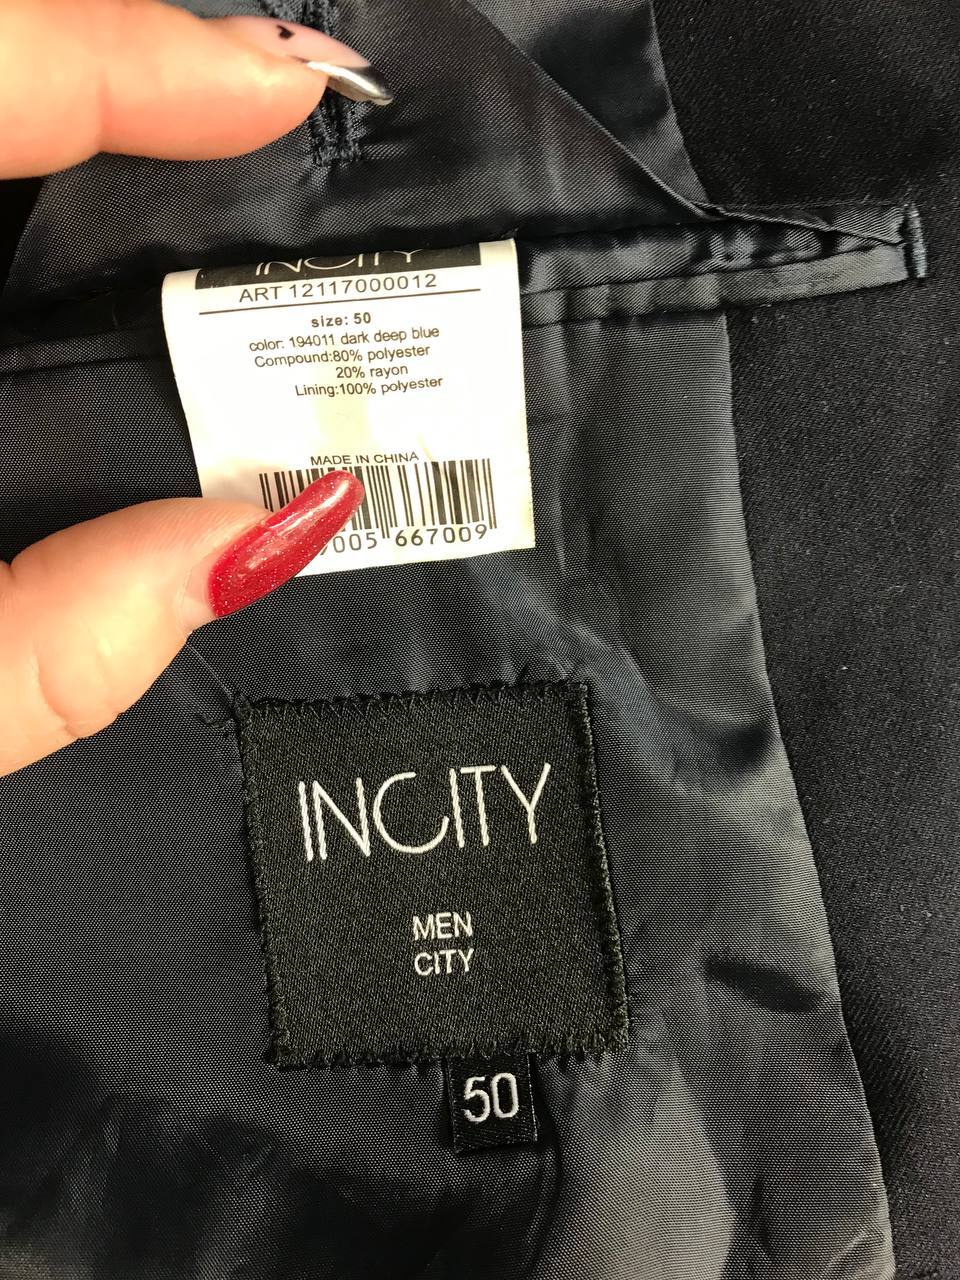 INCITY
ART 12117000012
size: 50
color: 194011 dark deep blue
Compound:80% polyester
20% rayon
Lining:100% polyester
MADE IN CHINA
7005 667009
INCITY
MEN
CITY
50